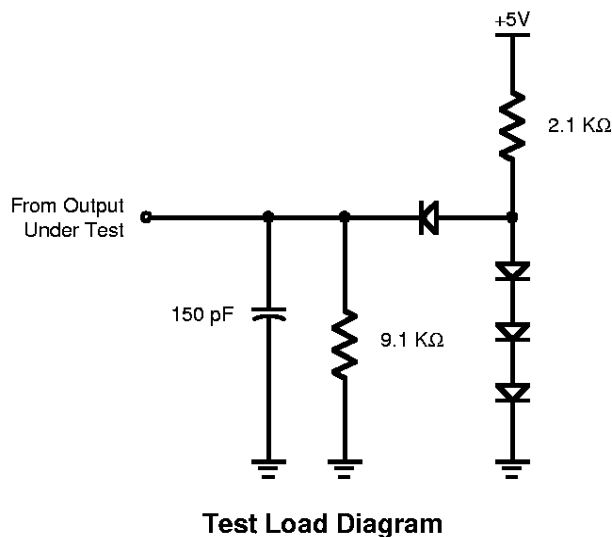 +5V
2.1 KΩ
From Output
Under Test
150 pF
9.1 KΩ
Test Load Diagram